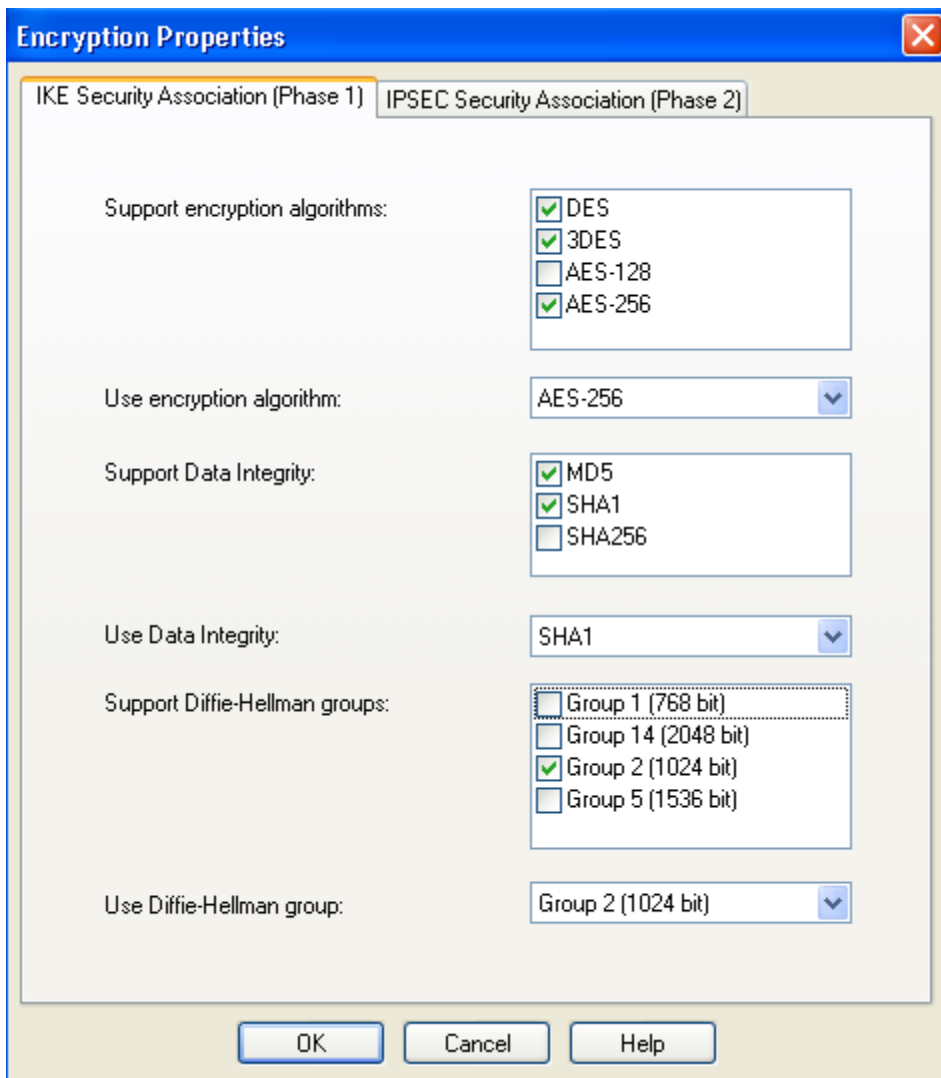 Encryption Properties
IKE Security Association (Phase 1)
IPSEC Security Association (Phase 2)
Support encryption algorithms:
DES
3DES
AES-128
AES-256
Use encryption algorithm:
AES-256
Support Data Integrity:
MD5
SHA1
SHA256
Use Data Integrity:
SHA1
Support Diffie-Hellman groups:
Group 1 (768 bit)
Group 14 (2048 bit)
Group 2 (1024 bit)
Group 5 (1536 bit)
Use Diffie-Hellman group:
Group 2 (1024 bit)
OK
Cancel
Help